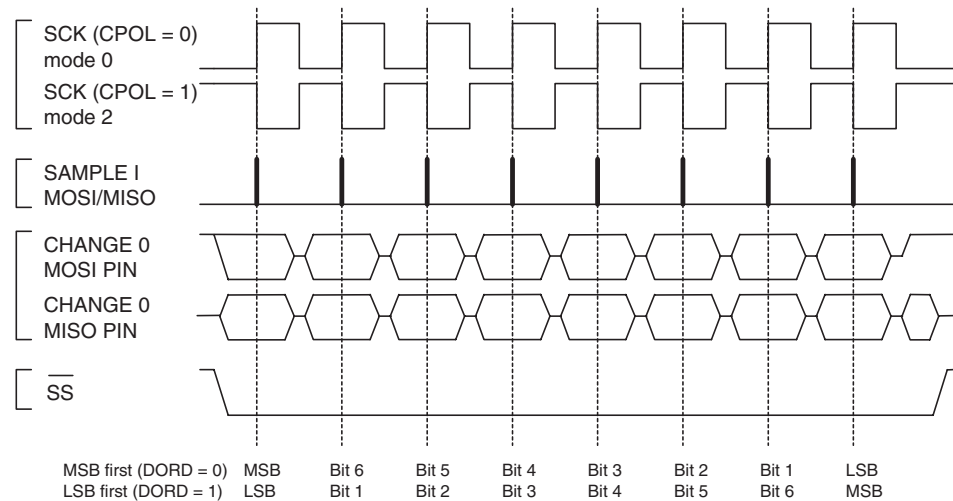 SCK (CPOL = 0)
mode 0
SCK (CPOL = 1)
mode 2
SAMPLE I
MOSI/MISO
CHANGE 0
MOSI PIN
CHANGE 0
MISO PIN
SS
MSB first (DORD = 0) MSB Bit 6 Bit 5 Bit 4 Bit 3 Bit 2 Bit 1 LSB
LSB first (DORD = 1) LSB Bit 1 Bit 2 Bit 3 Bit 4 Bit 5 Bit 6 MSB